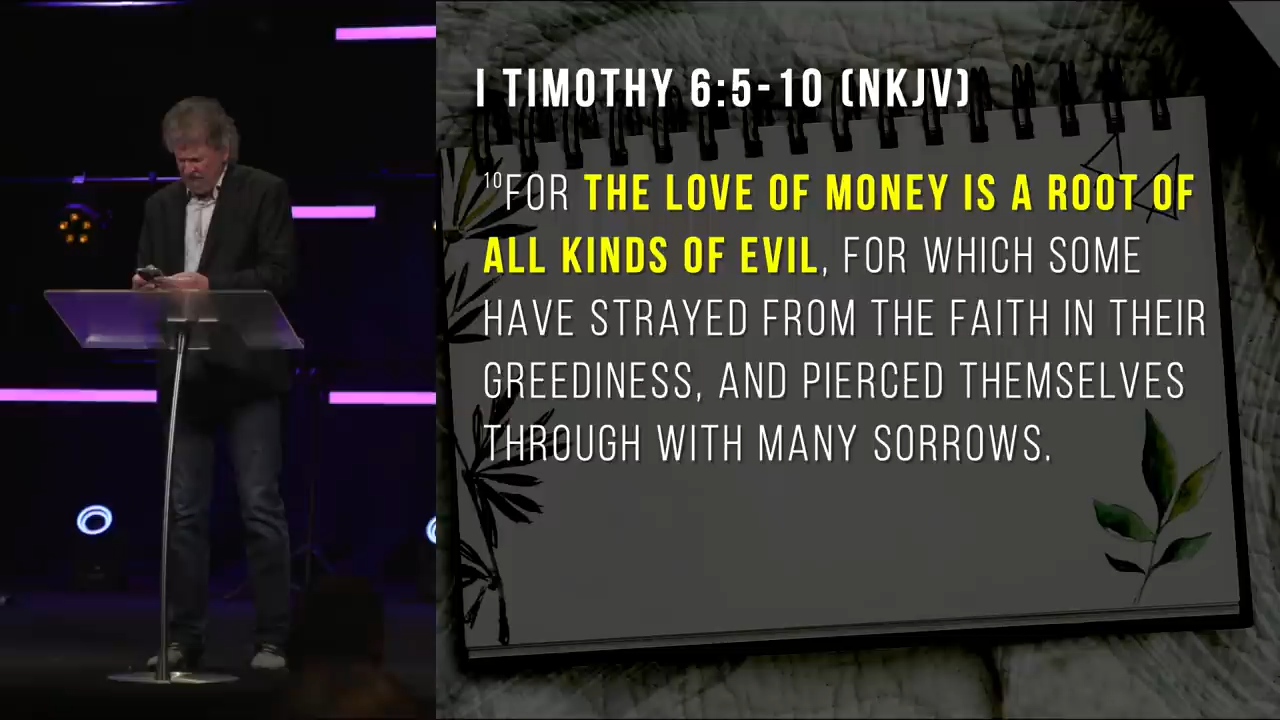 I TIMOTHY 6:5-10 (NKJV)
¹⁰FOR THE LOVE OF MONEY IS A ROOT OF
ALL KINDS OF EVIL, FOR WHICH SOME
HAVE STRAYED FROM THE FAITH IN THEIR
GREEDINESS, AND PIERCED THEMSELVES
THROUGH WITH MANY SORROWS.